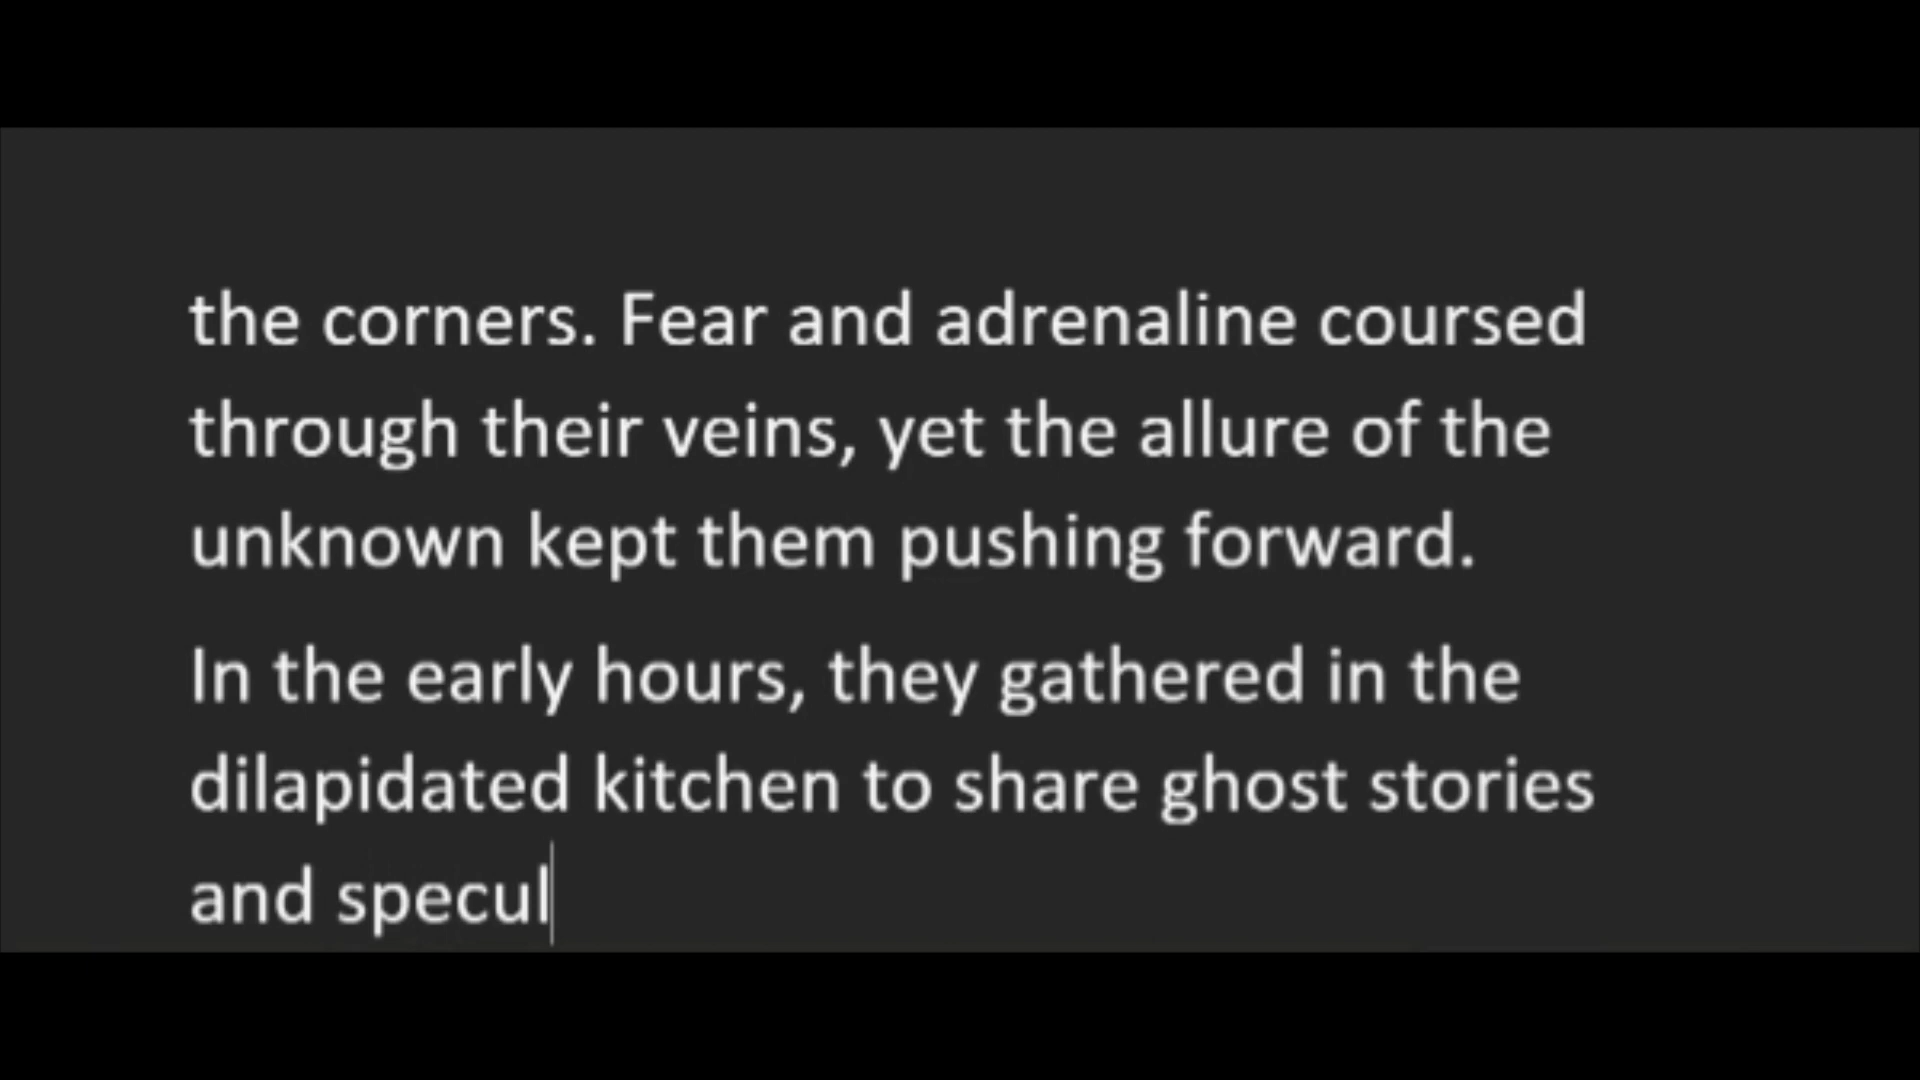 the corners. Fear and adrenaline coursed
through their veins, yet the allure of the
unknown kept them pushing forward.
In the early hours, they gathered in the
dilapidated kitchen to share ghost stories
and specul